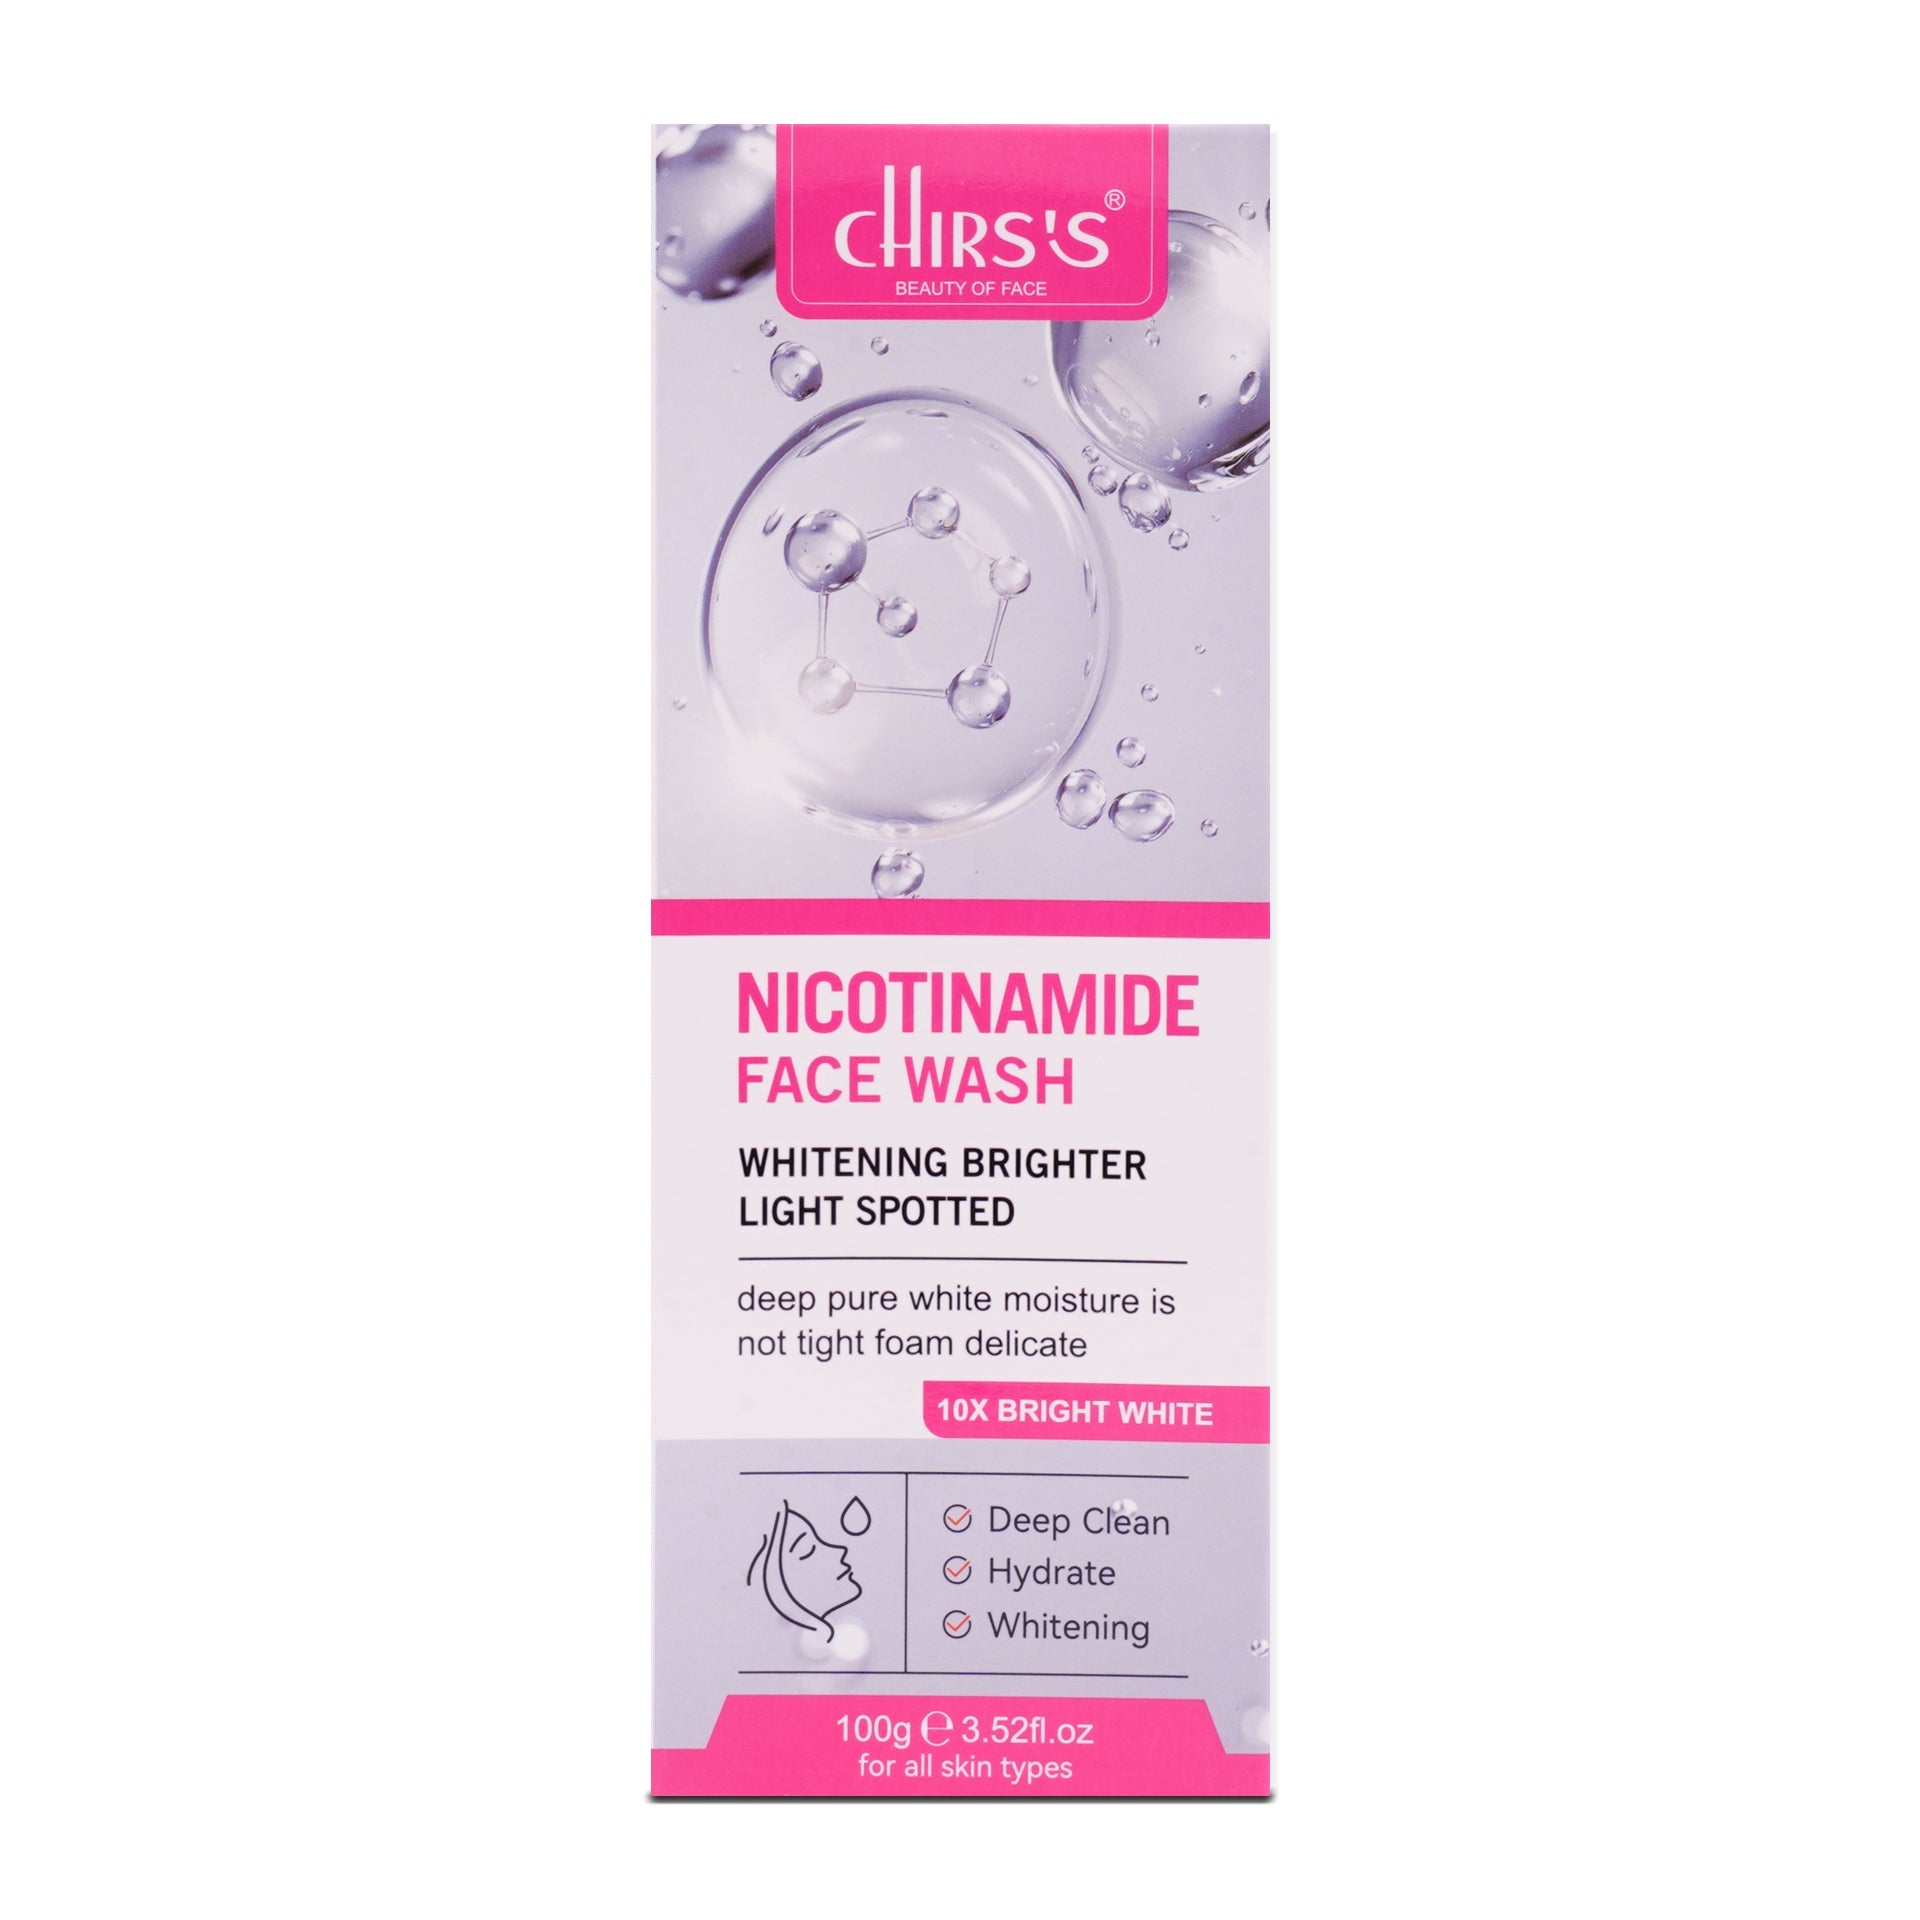 CHIRS'S®
BEAUTY OF FACE
NICOTINAMIDE
FACE WASH
WHITENING BRIGHTER
LIGHT SPOTTED
deep pure white moisture is
not tight foam delicate
10X BRIGHT WHITE
Deep Clean
Hydrate
Whitening
100g ℮ 3.52fl.oz
for all skin types